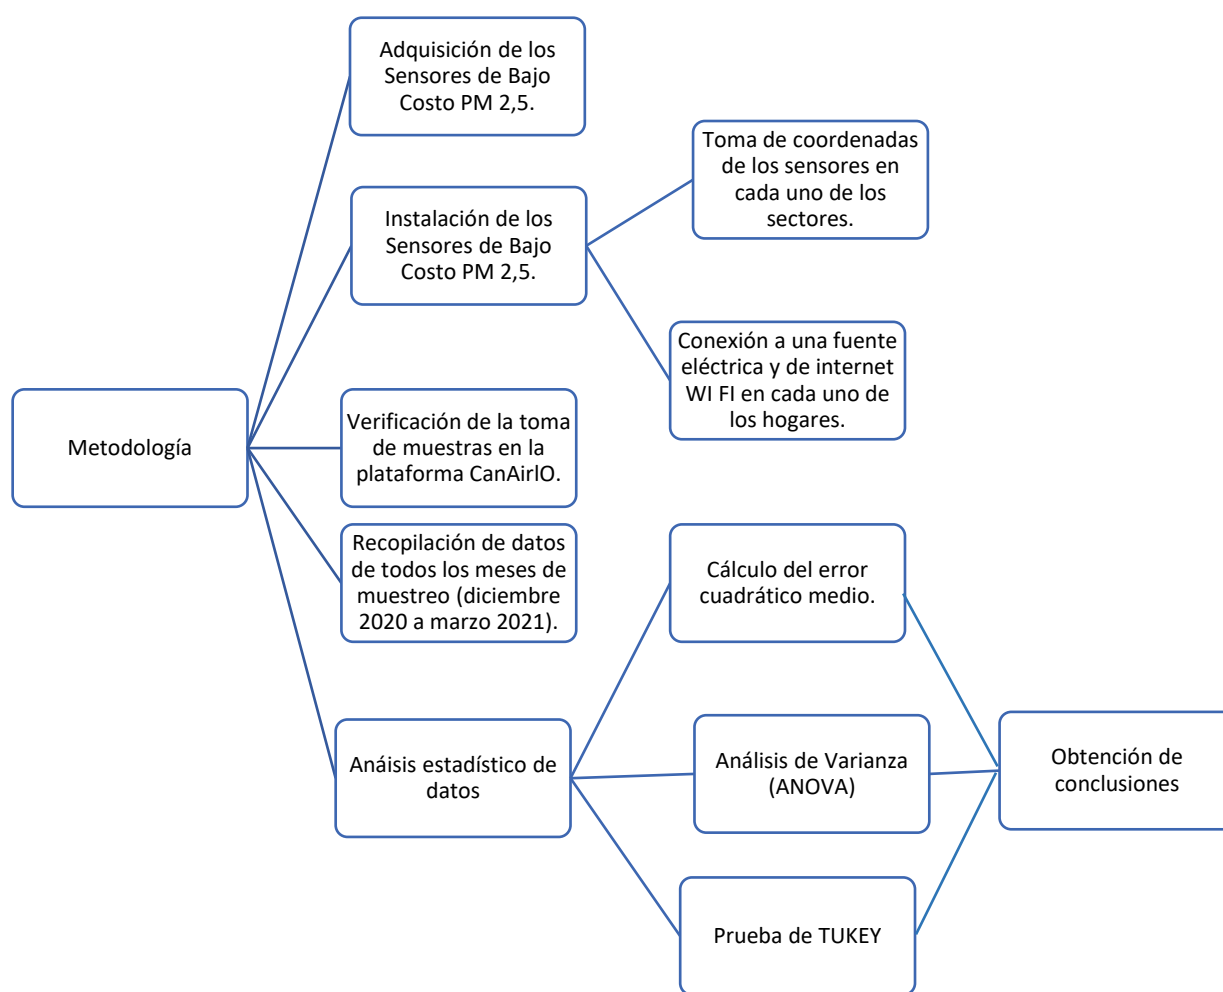 Adquisición de los
Sensores de Bajo
Costo PM 2,5.
Toma de coordenadas
de los sensores en
cada uno de los
sectores.
Instalación de los
Sensores de Bajo
Costo PM 2,5.
Conexión a una fuente
eléctrica y de internet
WI FI en cada uno de
los hogares.
Metodología
Verificación de la toma
de muestras en la
plataforma CanAirlO.
Recopilación de datos
de todos los meses de
muestreo (diciembre
2020 a marzo 2021).
Cálculo del error
cuadrático medio.
Anáisis estadístico de
datos
Análisis de Varianza
(ANOVA)
Obtención de
conclusiones
Prueba de TUKEY